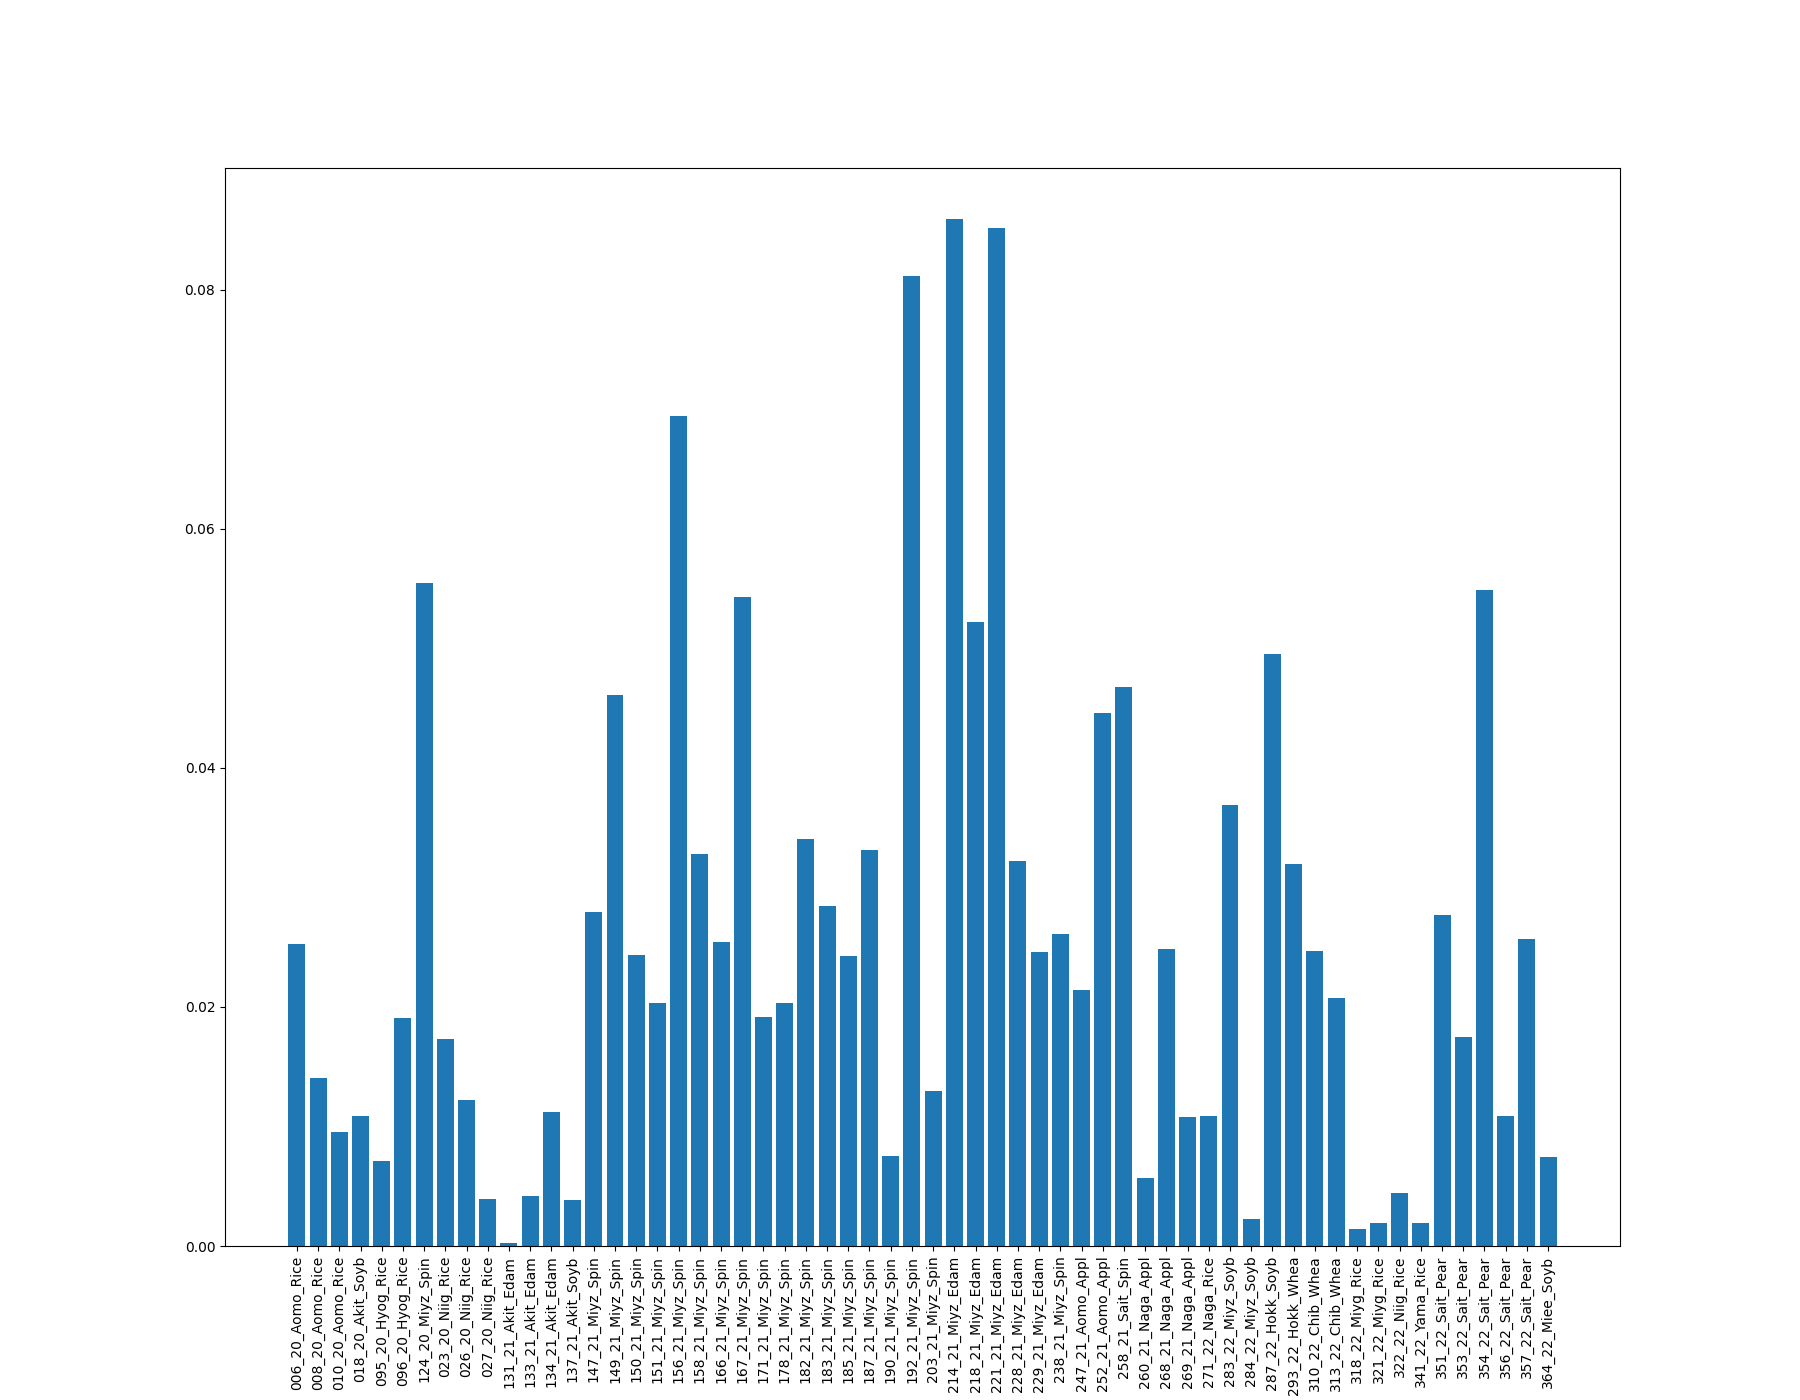 0.08
0.06
0.04
0.02
0.00
006_20_Aomo_Rice
008_20_Aomo_Rice
010_20_Aomo_Rice
018_20_Akit_Soyb
095_20_Hyog_Rice
096_20_Hyog_Rice
124_20_Miyz_Spin
023_20_Niig_Rice
026_20_Niig_Rice
027_20_Niig_Rice
131_21_Akit_Edam
133_21_Akit_Edam
134_21_Akit_Edam
137_21_Akit_Soyb
147_21_Miyz_Spin
149_21_Miyz_Spin
150_21_Miyz_Spin
151_21_Miyz_Spin
156_21_Miyz_Spin
158_21_Miyz_Spin
166_21_Miyz_Spin
167_21_Miyz_Spin
171_21_Miyz_Spin
178_21_Miyz_Spin
182_21_Miyz_Spin
183_21_Miyz_Spin
185_21_Miyz_Spin
187_21_Miyz_Spin
190_21_Miyz_Spin
192_21_Miyz_Spin
203_21_Miyz_Spin
214_21_Miyz_Edam
218_21_Miyz_Edam
221_21_Miyz_Edam
228_21_Miyz_Edam
229_21_Miyz_Edam
238_21_Miyz_Spin
247_21_Aomo_Appl
252_21_Aomo_Appl
258_21_Sait_Spin
260_21_Naga_Appl
268_21_Naga_Appl
269_21_Naga_Appl
271_22_Naga_Rice
283_22_Miyz_Soyb
284_22_Miyz_Soyb
287_22_Hokk_Soyb
293_22_Hokk_Whea
310_22_Chib_Whea
313_22_Chib_Whea
318_22_Miyg_Rice
321_22_Miyg_Rice
322_22_Niig_Rice
341_22_Yama_Rice
351_22_Sait_Pear
353_22_Sait_Pear
354_22_Sait_Pear
356_22_Sait_Pear
357_22_Sait_Pear
364_22_Miee_Soyb